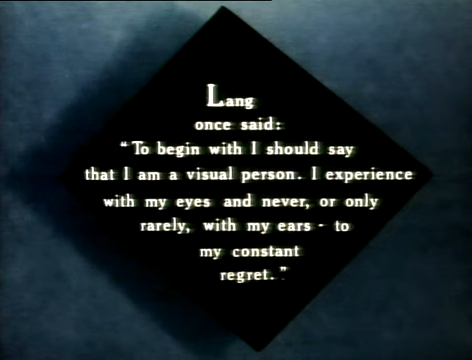 Lang
once said:
"To begin with I should say
that I am a visual person. I experience
with my eyes and never, or only
rarely, with my ears - to
my constant
regret."